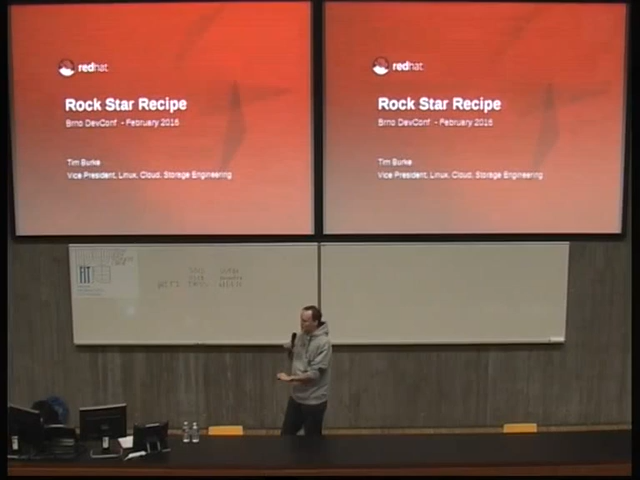 redhat
Rock Star Recipe
Brno DevConf - February 2016
Tim Burke
Vice President, Linux, Cloud, Storage Engineering
redhat
Rock Star Recipe
Brno DevConf - February 2016
Tim Burke
Vice President, Linux, Cloud, Storage Engineering
FIT